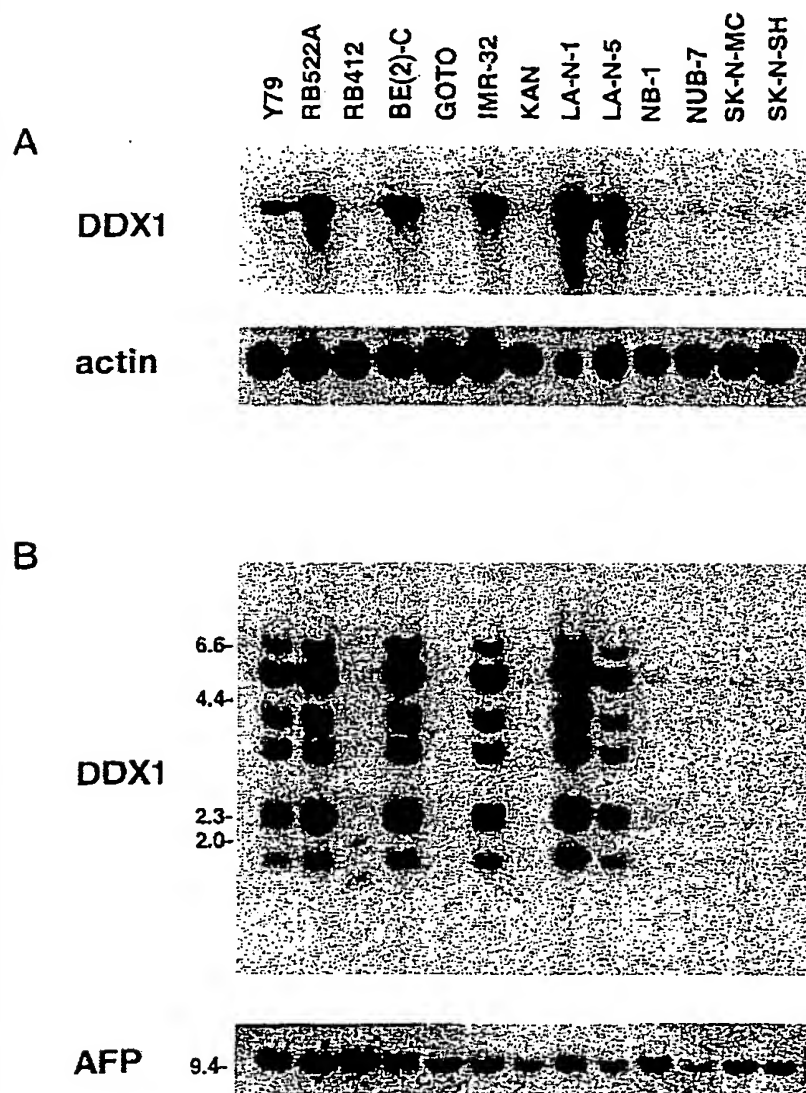 Y79 RB522A RB412 BE(2)-C GOTO IMR-32 KAN LA-N-1 LA-N-5 NB-1 NUB-7 SK-N-MC SK-N-SH
A
DDX1
actin
B
6.6-
4.4-
DDX1
2.3-
2.0-
AFP 9.4-